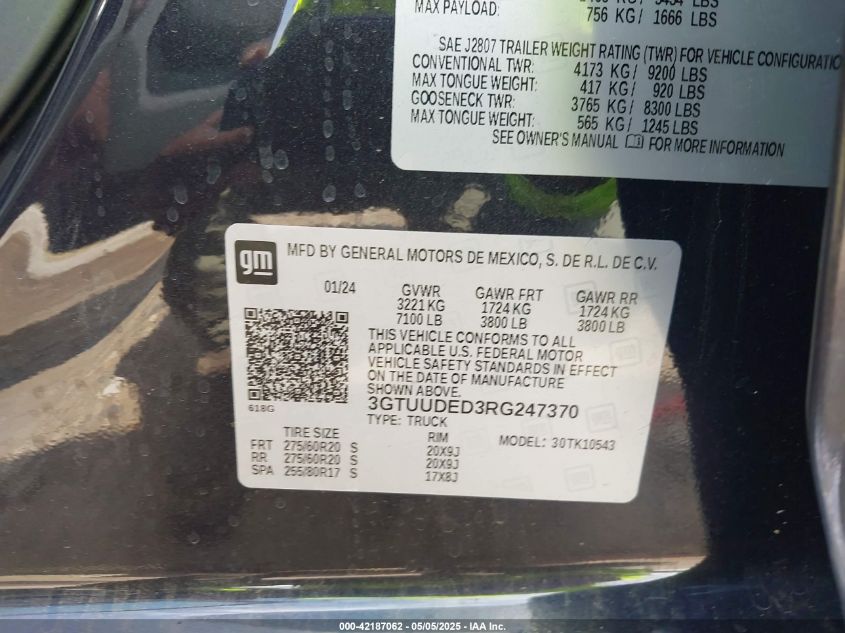 MAX PAYLOAD: 756 KG/ 1666 LBS
SAE J2807 TRAILER WEIGHT RATING (TWR) FOR VEHICLE CONFIGURATIO
CONVENTIONAL TWR: 4173 KG/ 9200 LBS
MAX TONGUE WEIGHT: 417 KG/ 920 LBS
GOOSENECK TWR: 3765 KG/ 8300 LBS
MAX TONGUE WEIGHT: 565 KG/ 1245 LBS
SEE OWNER'S MANUAL FOR MORE INFORMATION
gm MFD BY GENERAL MOTORS DE MEXICO, S. DE R.L. DE C.V.
01/24 GVWR GAWR FRT GAWR RR
3221 KG 1724 KG 1724 KG
7100 LB 3800 LB 3800 LB
THIS VEHICLE CONFORMS TO ALL
APPLICABLE U.S. FEDERAL MOTOR
VEHICLE SAFETY STANDARDS IN EFFECT
ON THE DATE OF MANUFACTURE
SHOWN ABOVE.
618G
3GTUUDED3RG247370
TYPE: TRUCK
TIRE SIZE RIM MODEL: 30TK10543
FRT 275/60R20 S 20X9J
RR 275/60R20 S 20X9J
SPA 255/80R17 S 17X8J
000-42187062 - 05/05/2025 - IAA Inc.